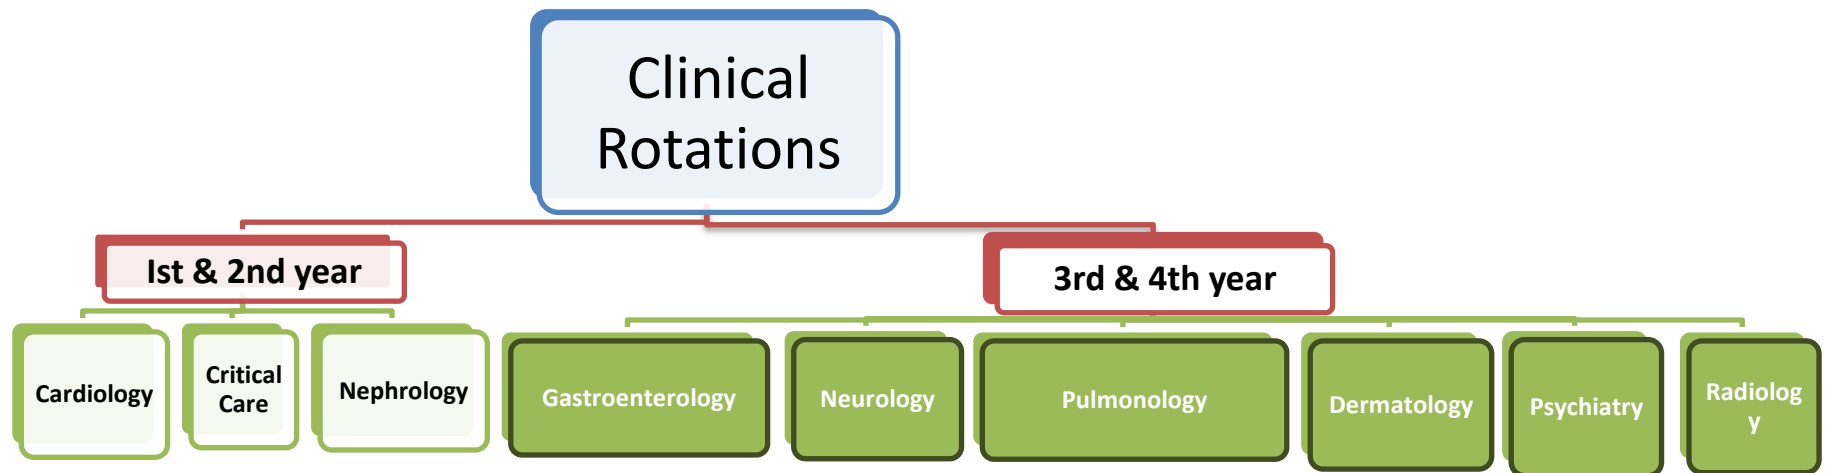 Clinical
Rotations
Ist & 2nd year
3rd & 4th year
Cardiology
Critical
Care
Nephrology
Gastroenterology
Neurology
Pulmonology
Dermatology
Psychiatry
Radiolog
y